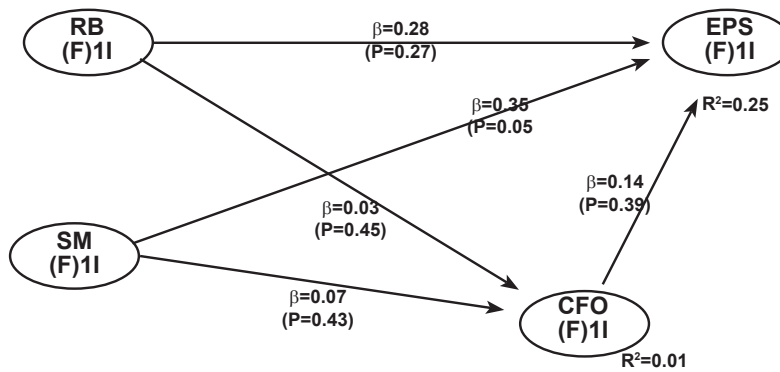 RB
(F)1I
β=0.28
(P=0.27)
EPS
(F)1I
R²=0.25
β=0.35
(P=0.05
β=0.14
(P=0.39)
β=0.03
(P=0.45)
SM
(F)1I
β=0.07
(P=0.43)
CFO
(F)1I
R²=0.01